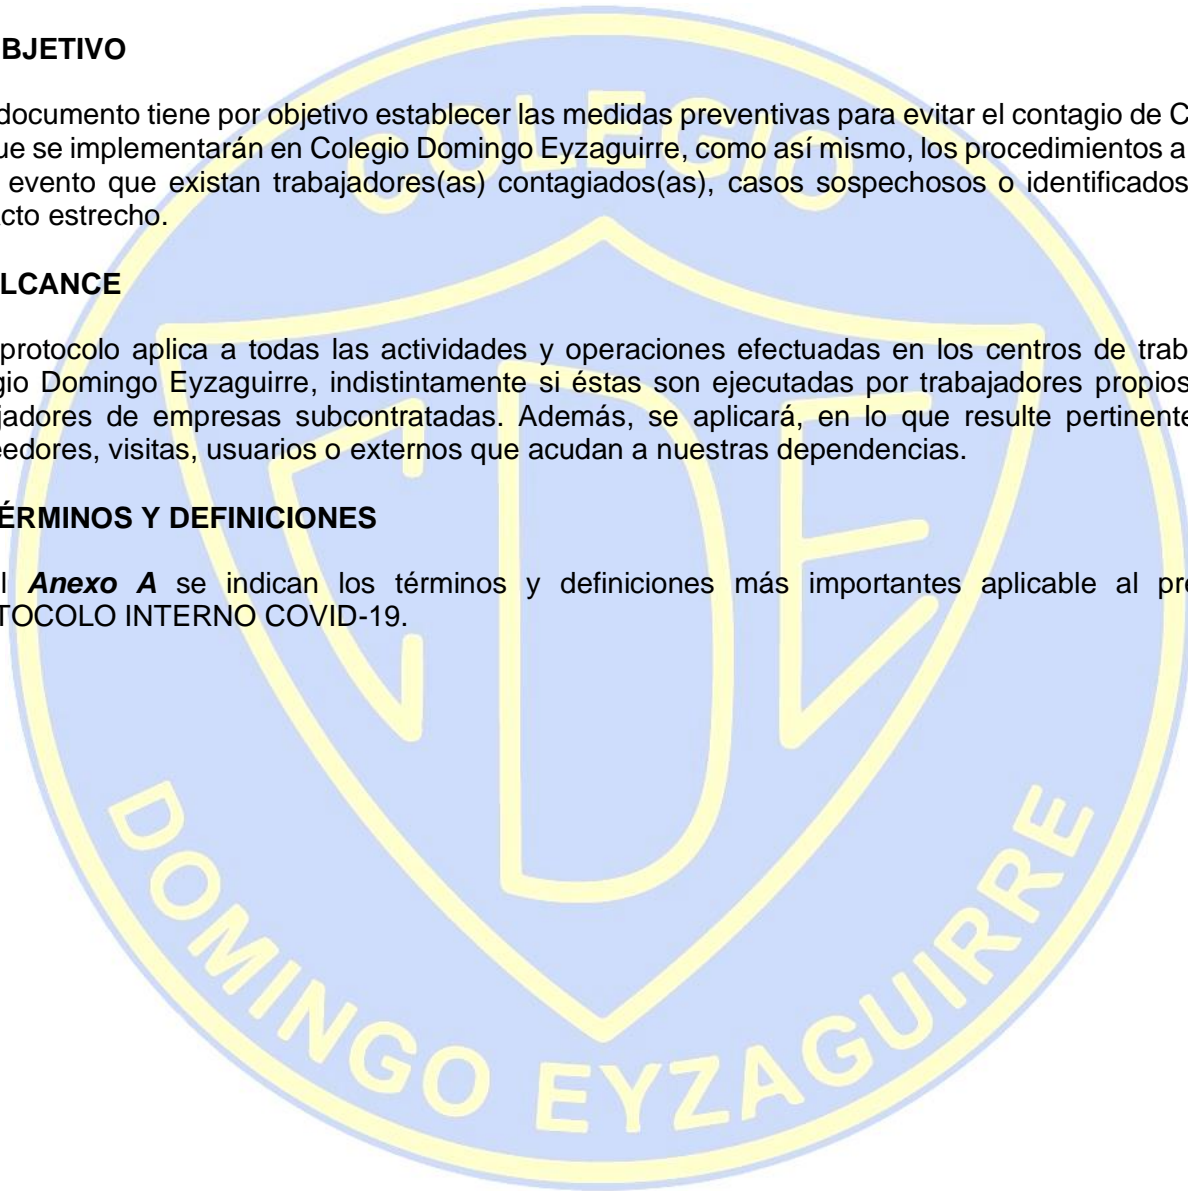 BJETIVO
documento tiene por objetivo establecer las medidas preventivas para evitar el contagio de C
ue se implementarán en Colegio Domingo Eyzaguirre, como así mismo, los procedimientos a
evento que existan trabajadores(as) contagiados(as), casos sospechosos o identificados
cto estrecho.
LCANCE
protocolo aplica a todas las actividades y operaciones efectuadas en los centros de trab
gio Domingo Eyzaguirre, indistintamente si éstas son ejecutadas por trabajadores propios
jadores de empresas subcontratadas. Además, se aplicará, en lo que resulte pertinente
eedores, visitas, usuarios o externos que acudan a nuestras dependencias.
ÉRMINOS Y DEFINICIONES
l Anexo A se indican los términos y definiciones más importantes aplicable al pre
TOCOLO INTERNO COVID-19.
COLEGIO
CDE
DOMINGO EYZAGUIRRE